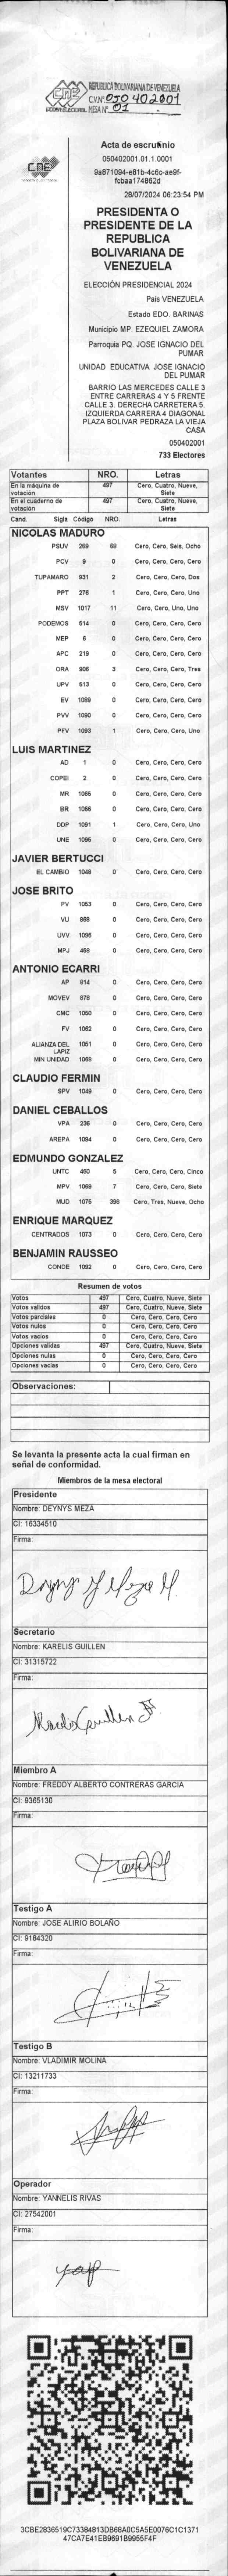 CNE
PODER ELECTORAL
REPUBLICA BOLIVARIANA DE VENEZUELA
C.V.N° 050402001
MESA N° 01
CNE
Acta de escrutinio
050402001.01.1.0001
28/07/2024 06:23:54 PM
PRESIDENTA O
PRESIDENTE DE LA
REPUBLICA
BOLIVARIANA DE
VENEZUELA
ELECCIÓN PRESIDENCIAL 2024
País VENEZUELA
Estado EDO. BARINAS
Municipio MP. EZEQUIEL ZAMORA
Parroquia PQ. JOSE IGNACIO DEL
PUMAR
UNIDAD EDUCATIVA JOSE IGNACIO
DEL PUMAR
BARRIO LAS MERCEDES CALLE 3
ENTRE CARRERAS 4 Y 5 FRENTE
CALLE 3. DERECHA CARRETERA 5.
IZQUIERDA CARRERA 4 DIAGONAL
PLAZA BOLIVAR PEDRAZA LA VIEJA
CASA
050402001
733 Electores
Votantes NRO. Letras
En la máquina de votación 497 Cero, Cuatro, Nueve, Siete
En el cuaderno de votación 497 Cero, Cuatro, Nueve, Siete
Cand. Sigla Código NRO. Letras
NICOLAS MADURO
PSUV 269 68 Cero, Cero, Seis, Ocho
PCV 9 0 Cero, Cero, Cero, Cero
TUPAMARO 931 2 Cero, Cero, Cero, Dos
PPT 276 1 Cero, Cero, Cero, Uno
MSV 1017 11 Cero, Cero, Uno, Uno
PODEMOS 514 0 Cero, Cero, Cero, Cero
MEP 6 0 Cero, Cero, Cero, Cero
APC 219 0 Cero, Cero, Cero, Cero
ORA 906 3 Cero, Cero, Cero, Tres
UPV 613 0 Cero, Cero, Cero, Cero
EV 1089 0 Cero, Cero, Cero, Cero
PVV 1090 0 Cero, Cero, Cero, Cero
PFV 1093 1 Cero, Cero, Cero, Uno
LUIS MARTINEZ
AD 1 0 Cero, Cero, Cero, Cero
COPEI 2 0 Cero, Cero, Cero, Cero
MR 1065 0 Cero, Cero, Cero, Cero
BR 1066 0 Cero, Cero, Cero, Cero
DDP 1091 1 Cero, Cero, Cero, Uno
UNE 1095 0 Cero, Cero, Cero, Cero
JAVIER BERTUCCI
EL CAMBIO 1048 0 Cero, Cero, Cero, Cero
JOSE BRITO
PV 1053 0 Cero, Cero, Cero, Cero
VU 868 0 Cero, Cero, Cero, Cero
UVV 1096 0 Cero, Cero, Cero, Cero
MPJ 458 0 Cero, Cero, Cero, Cero
ANTONIO ECARRI
AP 814 0 Cero, Cero, Cero, Cero
MOVEV 878 0 Cero, Cero, Cero, Cero
CMC 1050 0 Cero, Cero, Cero, Cero
FV 1062 0 Cero, Cero, Cero, Cero
ALIANZA DEL LAPIZ 1051 0 Cero, Cero, Cero, Cero
MIN UNIDAD 1068 0 Cero, Cero, Cero, Cero
CLAUDIO FERMIN
SPV 1049 0 Cero, Cero, Cero, Cero
DANIEL CEBALLOS
VPA 236 0 Cero, Cero, Cero, Cero
AREPA 1094 0 Cero, Cero, Cero, Cero
EDMUNDO GONZALEZ
UNTC 460 5 Cero, Cero, Cero, Cinco
MPV 1069 7 Cero, Cero, Cero, Siete
MUD 1075 398 Cero, Tres, Nueve, Ocho
ENRIQUE MARQUEZ
CENTRADOS 1073 0 Cero, Cero, Cero, Cero
BENJAMIN RAUSSEO
CONDE 1092 0 Cero, Cero, Cero, Cero
Resumen de votos
Votos 497 Cero, Cuatro, Nueve, Siete
Votos validos 497 Cero, Cuatro, Nueve, Siete
Votos parciales 0 Cero, Cero, Cero, Cero
Votos nulos 0 Cero, Cero, Cero, Cero
Votos vacios 0 Cero, Cero, Cero, Cero
Opciones validas 497 Cero, Cuatro, Nueve, Siete
Opciones nulas 0 Cero, Cero, Cero, Cero
Opciones vacias 0 Cero, Cero, Cero, Cero
Observaciones:
Se levanta la presente acta la cual firman en
señal de conformidad.
Miembros de la mesa electoral
Presidente
Nombre: DEYNYS MEZA
CI: 16334510
Firma:
Secretario
Nombre: KARELIS GUILLEN
CI: 31315722
Firma:
Miembro A
Nombre: FREDDY ALBERTO CONTRERAS GARCIA
CI: 9365130
Firma:
Testigo A
Nombre: JOSE ALIRIO BOLAÑO
CI: 9184320
Firma:
Testigo B
Nombre: VLADIMIR MOLINA
CI: 13211733
Firma:
Operador
Nombre: YANNELIS RIVAS
CI: 27542001
Firma:
3CBE2836519C733B4813DB68A0C5A5E0076C1C1371
47CA7E41EB9691B9955F4F